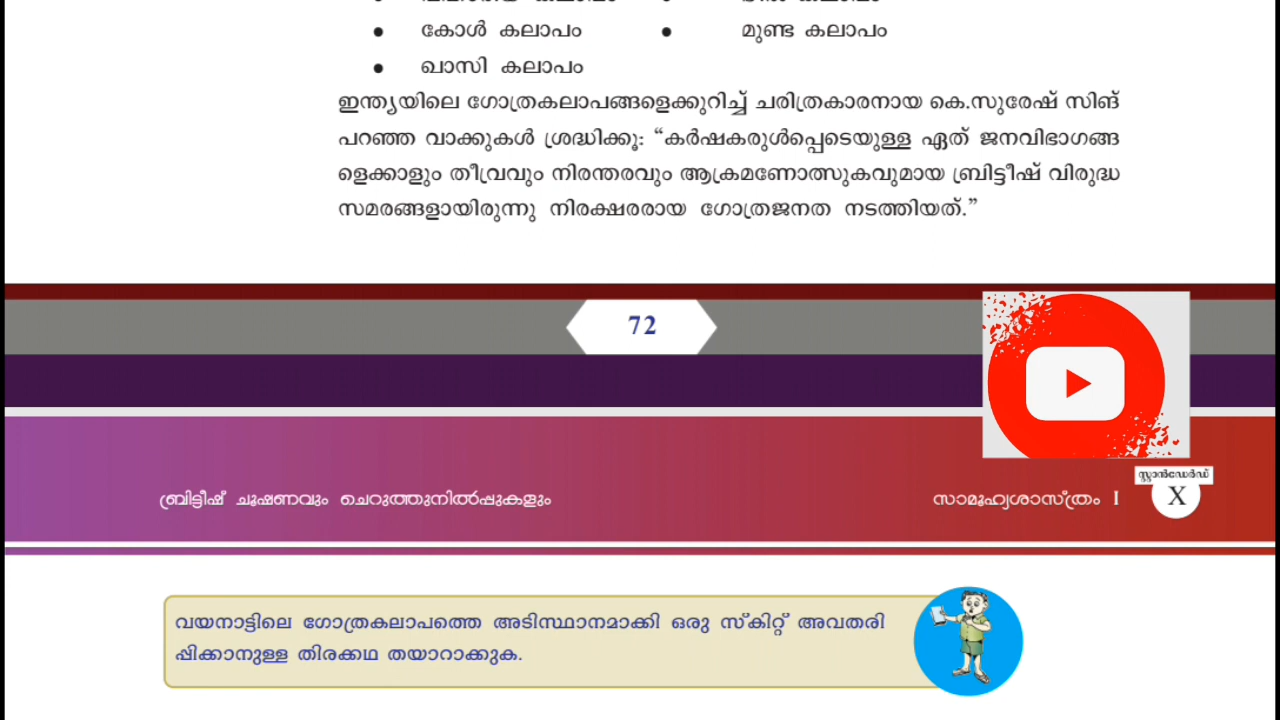 കലാപം കലാപം
കോൾ കലാപം മുണ്ട കലാപം
ഖാസി കലാപം
ഇന്ത്യയിലെ ഗോത്രകലാപങ്ങളെക്കുറിച്ച് ചരിത്രകാരനായ കെ.സുരേഷ് സിങ്
പറഞ്ഞ വാക്കുകൾ ശ്രദ്ധിക്കൂ: “കർഷകരുൾപ്പെടെയുള്ള ഏത് ജനവിഭാഗങ്ങ
ളെക്കാളും തീവ്രവും നിരന്തരവും ആക്രമണോത്സുകവുമായ ബ്രിട്ടീഷ് വിരുദ്ധ
സമരങ്ങളായിരുന്നു നിരക്ഷരരായ ഗോത്രജനത നടത്തിയത്.”
72
സ്റ്റാൻഡേർഡ്
ബ്രിട്ടീഷ് ചൂഷണവും ചെറുത്തുനിൽപ്പുകളും സാമൂഹ്യശാസ്ത്രം I X
വയനാട്ടിലെ ഗോത്രകലാപത്തെ അടിസ്ഥാനമാക്കി ഒരു സ്കിറ്റ് അവതരി
പ്പിക്കാനുള്ള തിരക്കഥ തയാറാക്കുക.